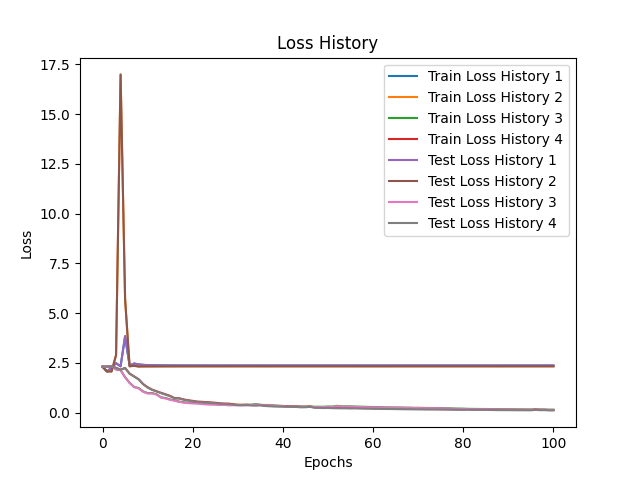 Loss History
17.5
15.0
12.5
10.0
7.5
5.0
2.5
0.0
Loss
Train Loss History 1
Train Loss History 2
Train Loss History 3
Train Loss History 4
Test Loss History 1
Test Loss History 2
Test Loss History 3
Test Loss History 4
0 20 40 60 80 100
Epochs